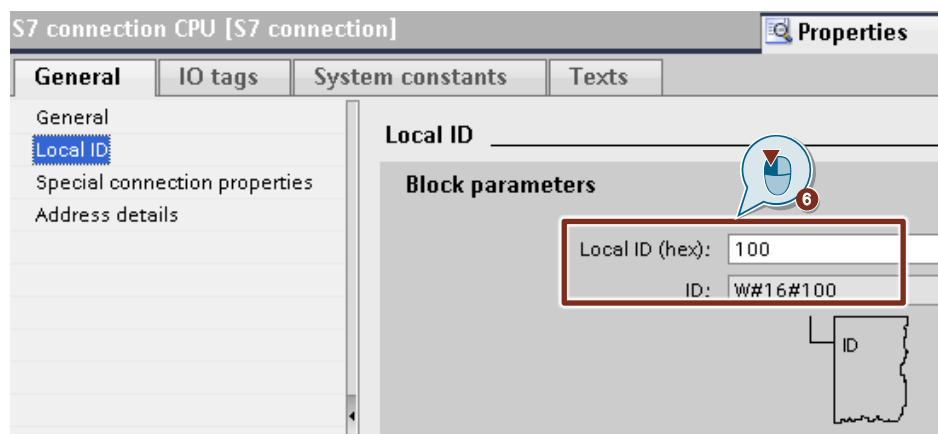 S7 connection CPU [S7 connection]
Properties
General
IO tags
System constants
Texts
General
Local ID
Special connection properties
Address details
Local ID
Block parameters
6
Local ID (hex): 100
ID: W#16#100
ID